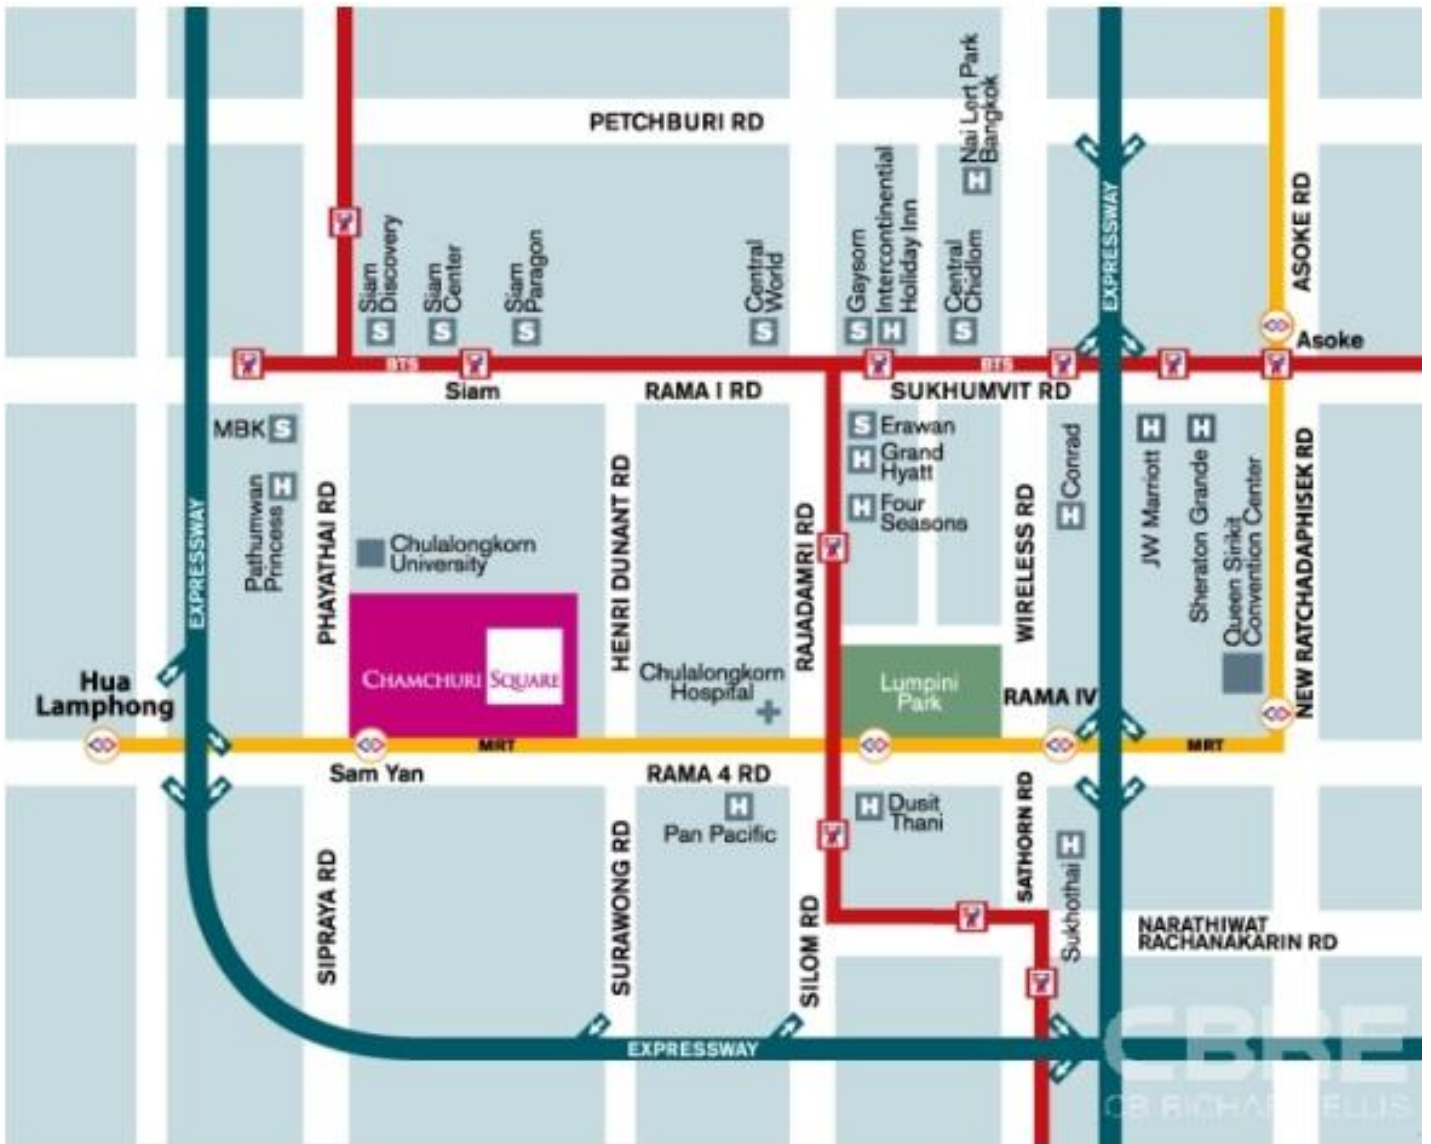 PETCHBURI RD
Nai Lert Park
Bangkok
H
EXPRESSWAY
ASOKE RD
Siam
Discovery
S
Siam
Center
S
Siam
Paragon
S
Central
World
S
Gaysorn
S
Intercontinental
Holiday Inn
H
Central
Chidlom
S
Asoke
BTS
BTS
Siam
RAMA I RD
SUKHUMVIT RD
MBK S
Pathumwan
Princess
H
EXPRESSWAY
PHAYATHAI RD
Chulalongkorn
University
HENRI DUNANT RD
RAJADAMRI RD
S Erawan
H Grand
Hyatt
H Four
Seasons
WIRELESS RD
Conrad
H
JW Marriott
H
Sheraton Grande
H
Queen Sirikit
Convention Center
NEW RATCHADAPHISEK RD
Hua
Lamphong
CHAMCHURI SQUARE
Chulalongkorn
Hospital
Lumpini
Park
RAMA IV
MRT
MRT
Sam Yan
RAMA 4 RD
H
Pan Pacific
H Dusit
Thani
SIPRAYA RD
SURAWONG RD
SILOM RD
SATHORN RD
H
Sukhothai
NARATHIWAT
RACHANAKARIN RD
EXPRESSWAY
CBRE
CB RICHARD ELLIS